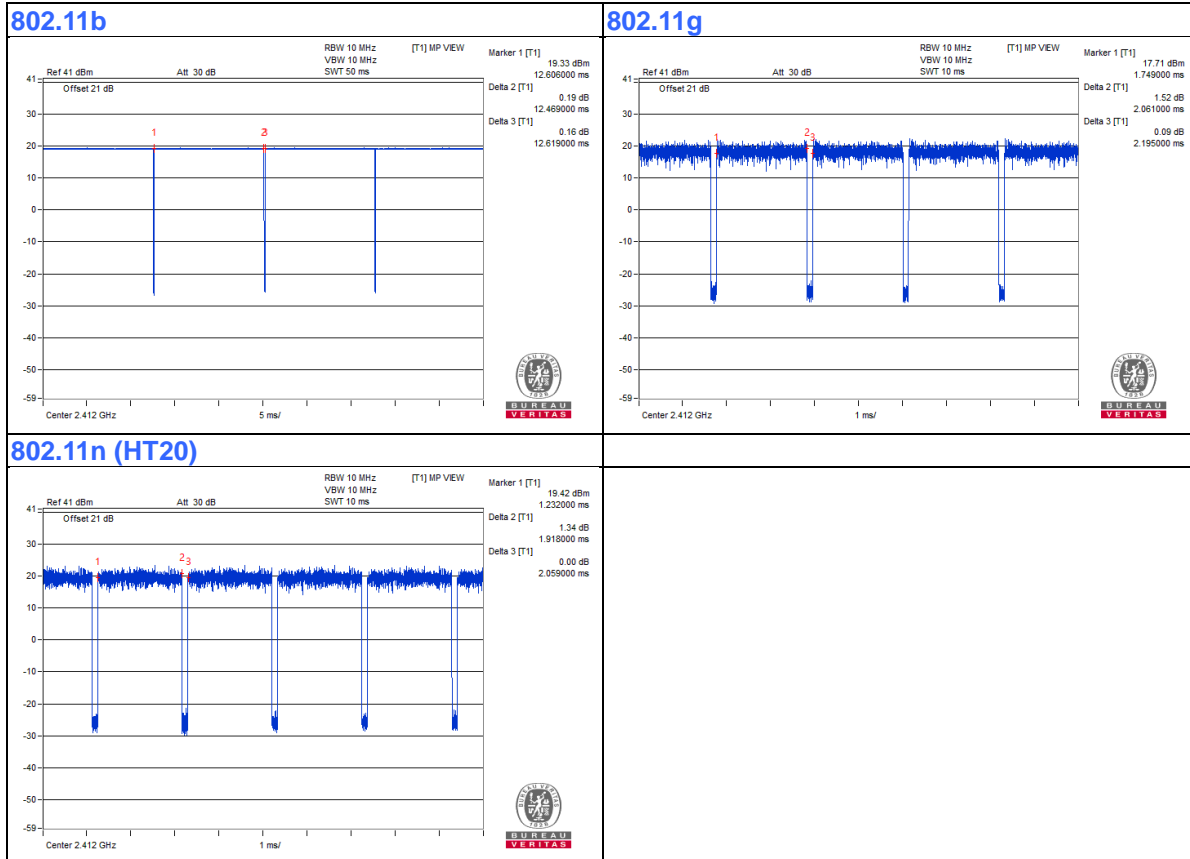 802.11b
RBW 10 MHz [T1] MP VIEW
VBW 10 MHz
Ref 41 dBm Att 30 dB SWT 50 ms
Marker 1 [T1]
19.33 dBm
12.606000 ms
Delta 2 [T1]
0.19 dB
12.469000 ms
Delta 3 [T1]
0.16 dB
12.619000 ms
41
Offset 21 dB
30
20
10
0
-10
-20
-30
-40
-50
-59
1
2
3
Center 2.412 GHz 5 ms/
BUREAU VERITAS
1828
BUREAU
VERITAS
802.11g
RBW 10 MHz [T1] MP VIEW
VBW 10 MHz
Ref 41 dBm Att 30 dB SWT 10 ms
Marker 1 [T1]
17.71 dBm
1.749000 ms
Delta 2 [T1]
1.52 dB
2.061000 ms
Delta 3 [T1]
0.09 dB
2.195000 ms
41
Offset 21 dB
30
20
10
0
-10
-20
-30
-40
-50
-59
1
2
3
Center 2.412 GHz 1 ms/
BUREAU VERITAS
1828
BUREAU
VERITAS
802.11n (HT20)
RBW 10 MHz [T1] MP VIEW
VBW 10 MHz
Ref 41 dBm Att 30 dB SWT 10 ms
Marker 1 [T1]
19.42 dBm
1.232000 ms
Delta 2 [T1]
1.34 dB
1.918000 ms
Delta 3 [T1]
0.00 dB
2.059000 ms
41
Offset 21 dB
30
20
10
0
-10
-20
-30
-40
-50
-59
1
2
3
Center 2.412 GHz 1 ms/
BUREAU VERITAS
1828
BUREAU
VERITAS